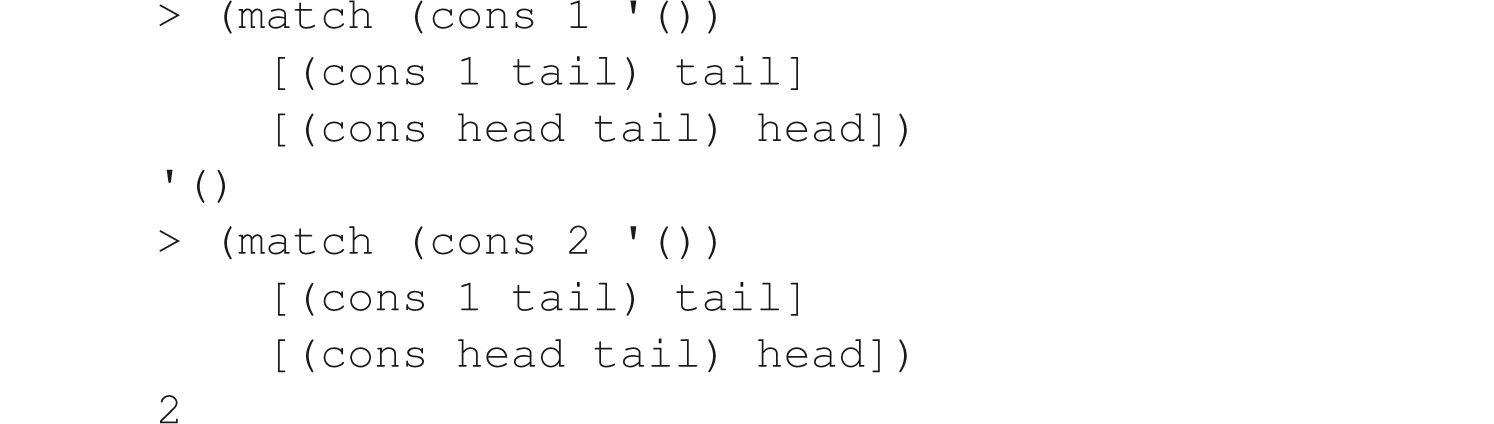 > (match (cons 1 '())
[(cons 1 tail) tail]
[(cons head tail) head])
'()
> (match (cons 2 '())
[(cons 1 tail) tail]
[(cons head tail) head])
2